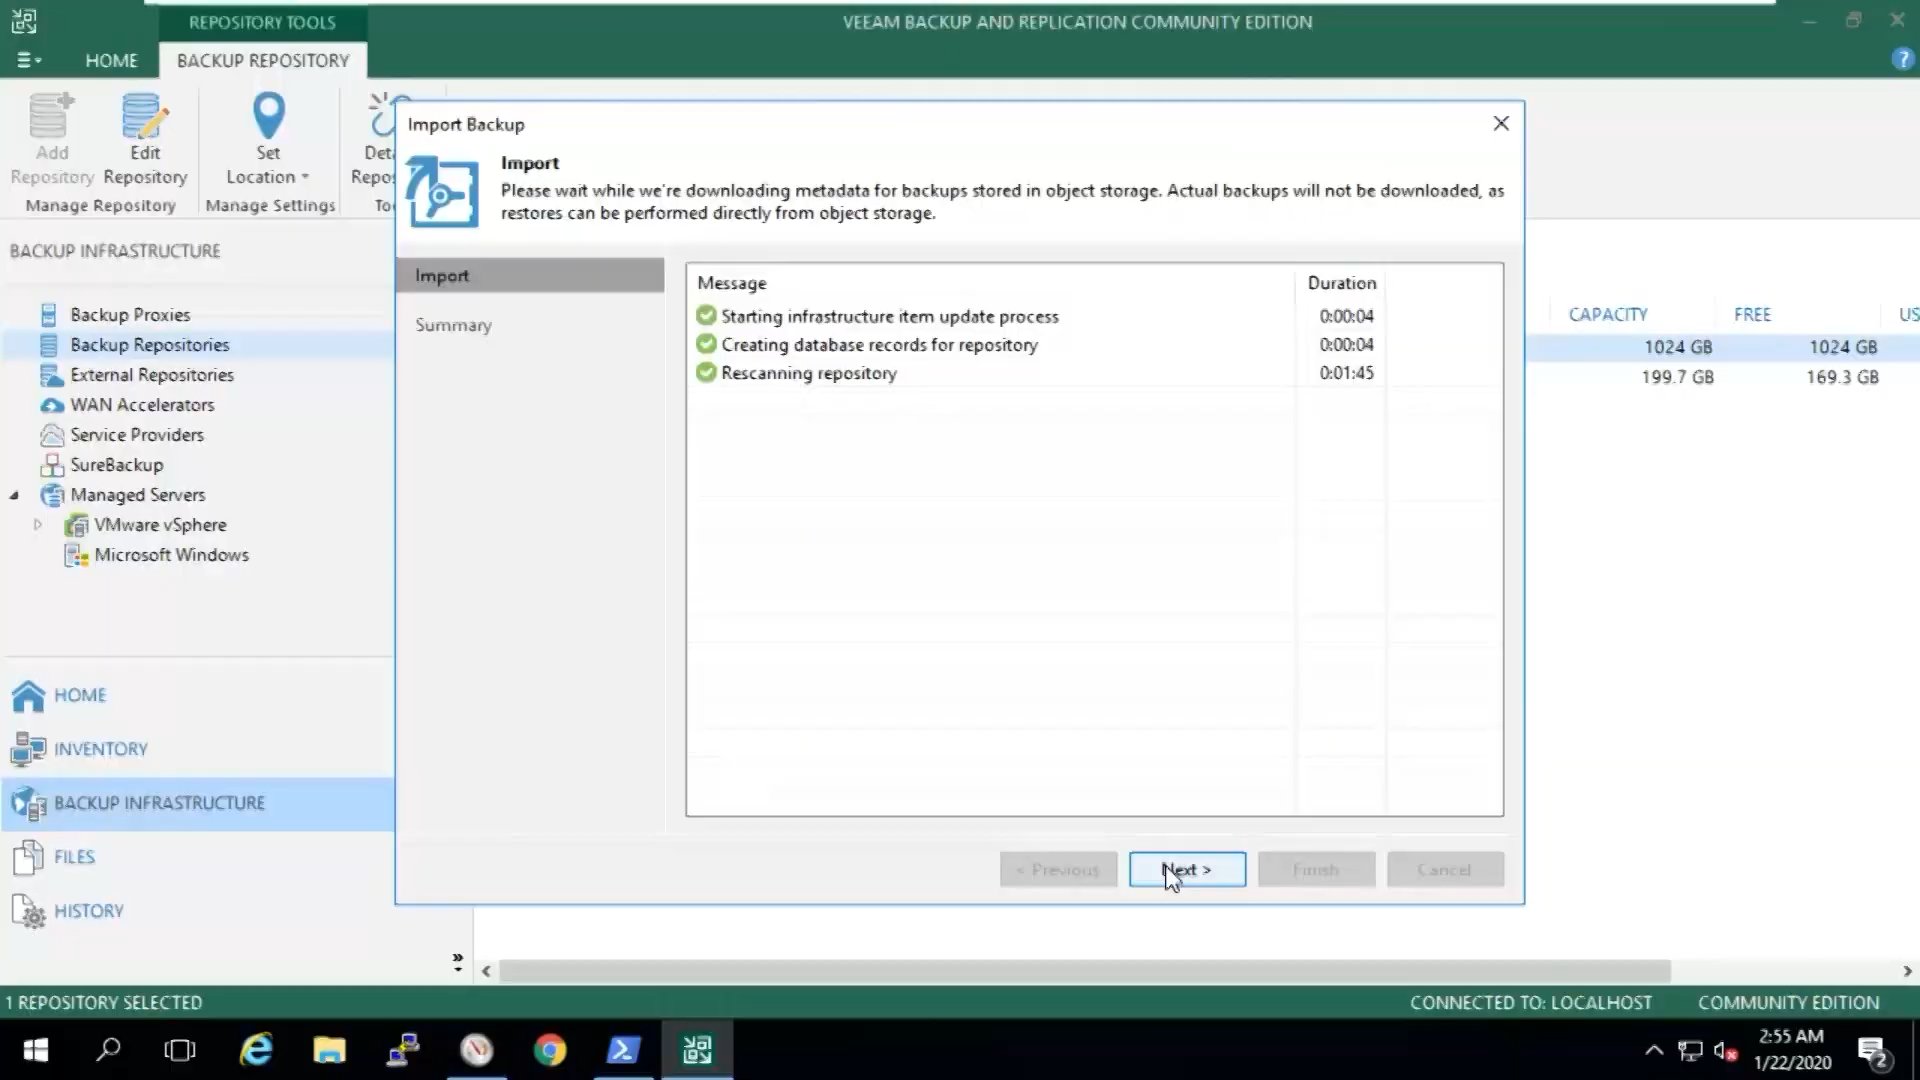 REPOSITORY TOOLS
VEEAM BACKUP AND REPLICATION COMMUNITY EDITION
HOME
BACKUP REPOSITORY
?
Add
Repository
Edit
Repository
Set
Location
Manage Repository
Manage Settings
Import Backup
Import
Please wait while we're downloading metadata for backups stored in object storage. Actual backups will not be downloaded, as
restores can be performed directly from object storage.
BACKUP INFRASTRUCTURE
Backup Proxies
Backup Repositories
External Repositories
WAN Accelerators
Service Providers
SureBackup
Managed Servers
VMware vSphere
Microsoft Windows
HOME
INVENTORY
BACKUP INFRASTRUCTURE
FILES
HISTORY
Import
Summary
Message Duration
Starting infrastructure item update process 0:00:04
Creating database records for repository 0:00:04
Rescanning repository 0:01:45
< Previous
Next >
Finish
Cancel
CAPACITY FREE US
1024 GB 1024 GB
199.7 GB 169.3 GB
1 REPOSITORY SELECTED
CONNECTED TO: LOCALHOST
COMMUNITY EDITION
2:55 AM
1/22/2020
2